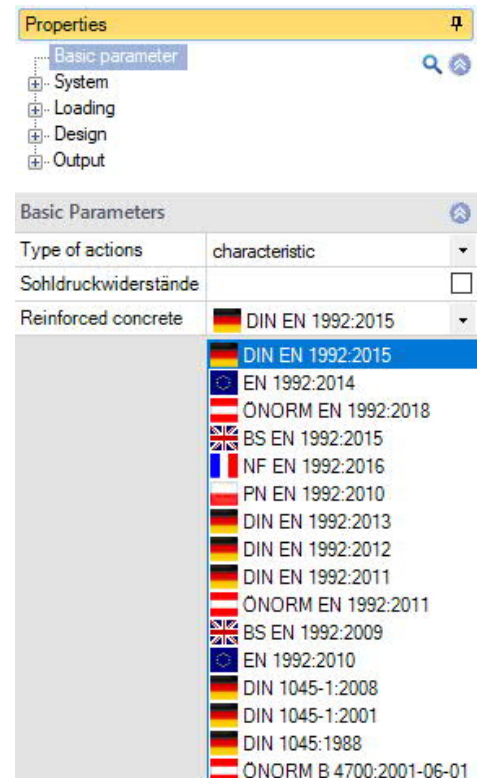 Properties
Basic parameter
System
Loading
Design
Output
Basic Parameters
Type of actions characteristic
Sohldruckwiderstände
Reinforced concrete DIN EN 1992:2015
DIN EN 1992:2015
EN 1992:2014
ÖNORM EN 1992:2018
BS EN 1992:2015
NF EN 1992:2016
PN EN 1992:2010
DIN EN 1992:2013
DIN EN 1992:2012
DIN EN 1992:2011
ÖNORM EN 1992:2011
BS EN 1992:2009
EN 1992:2010
DIN 1045-1:2008
DIN 1045-1:2001
DIN 1045:1988
ÖNORM B 4700:2001-06-01